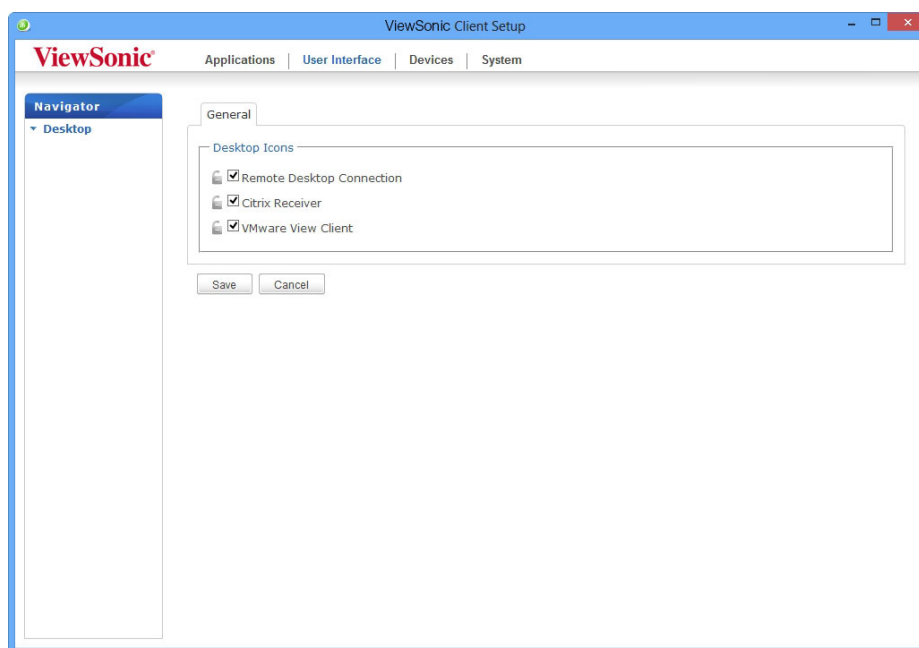 ViewSonic Client Setup
ViewSonic®
Applications | User Interface | Devices | System
Navigator
Desktop
General
Desktop Icons
Remote Desktop Connection
Citrix Receiver
VMware View Client
Save Cancel